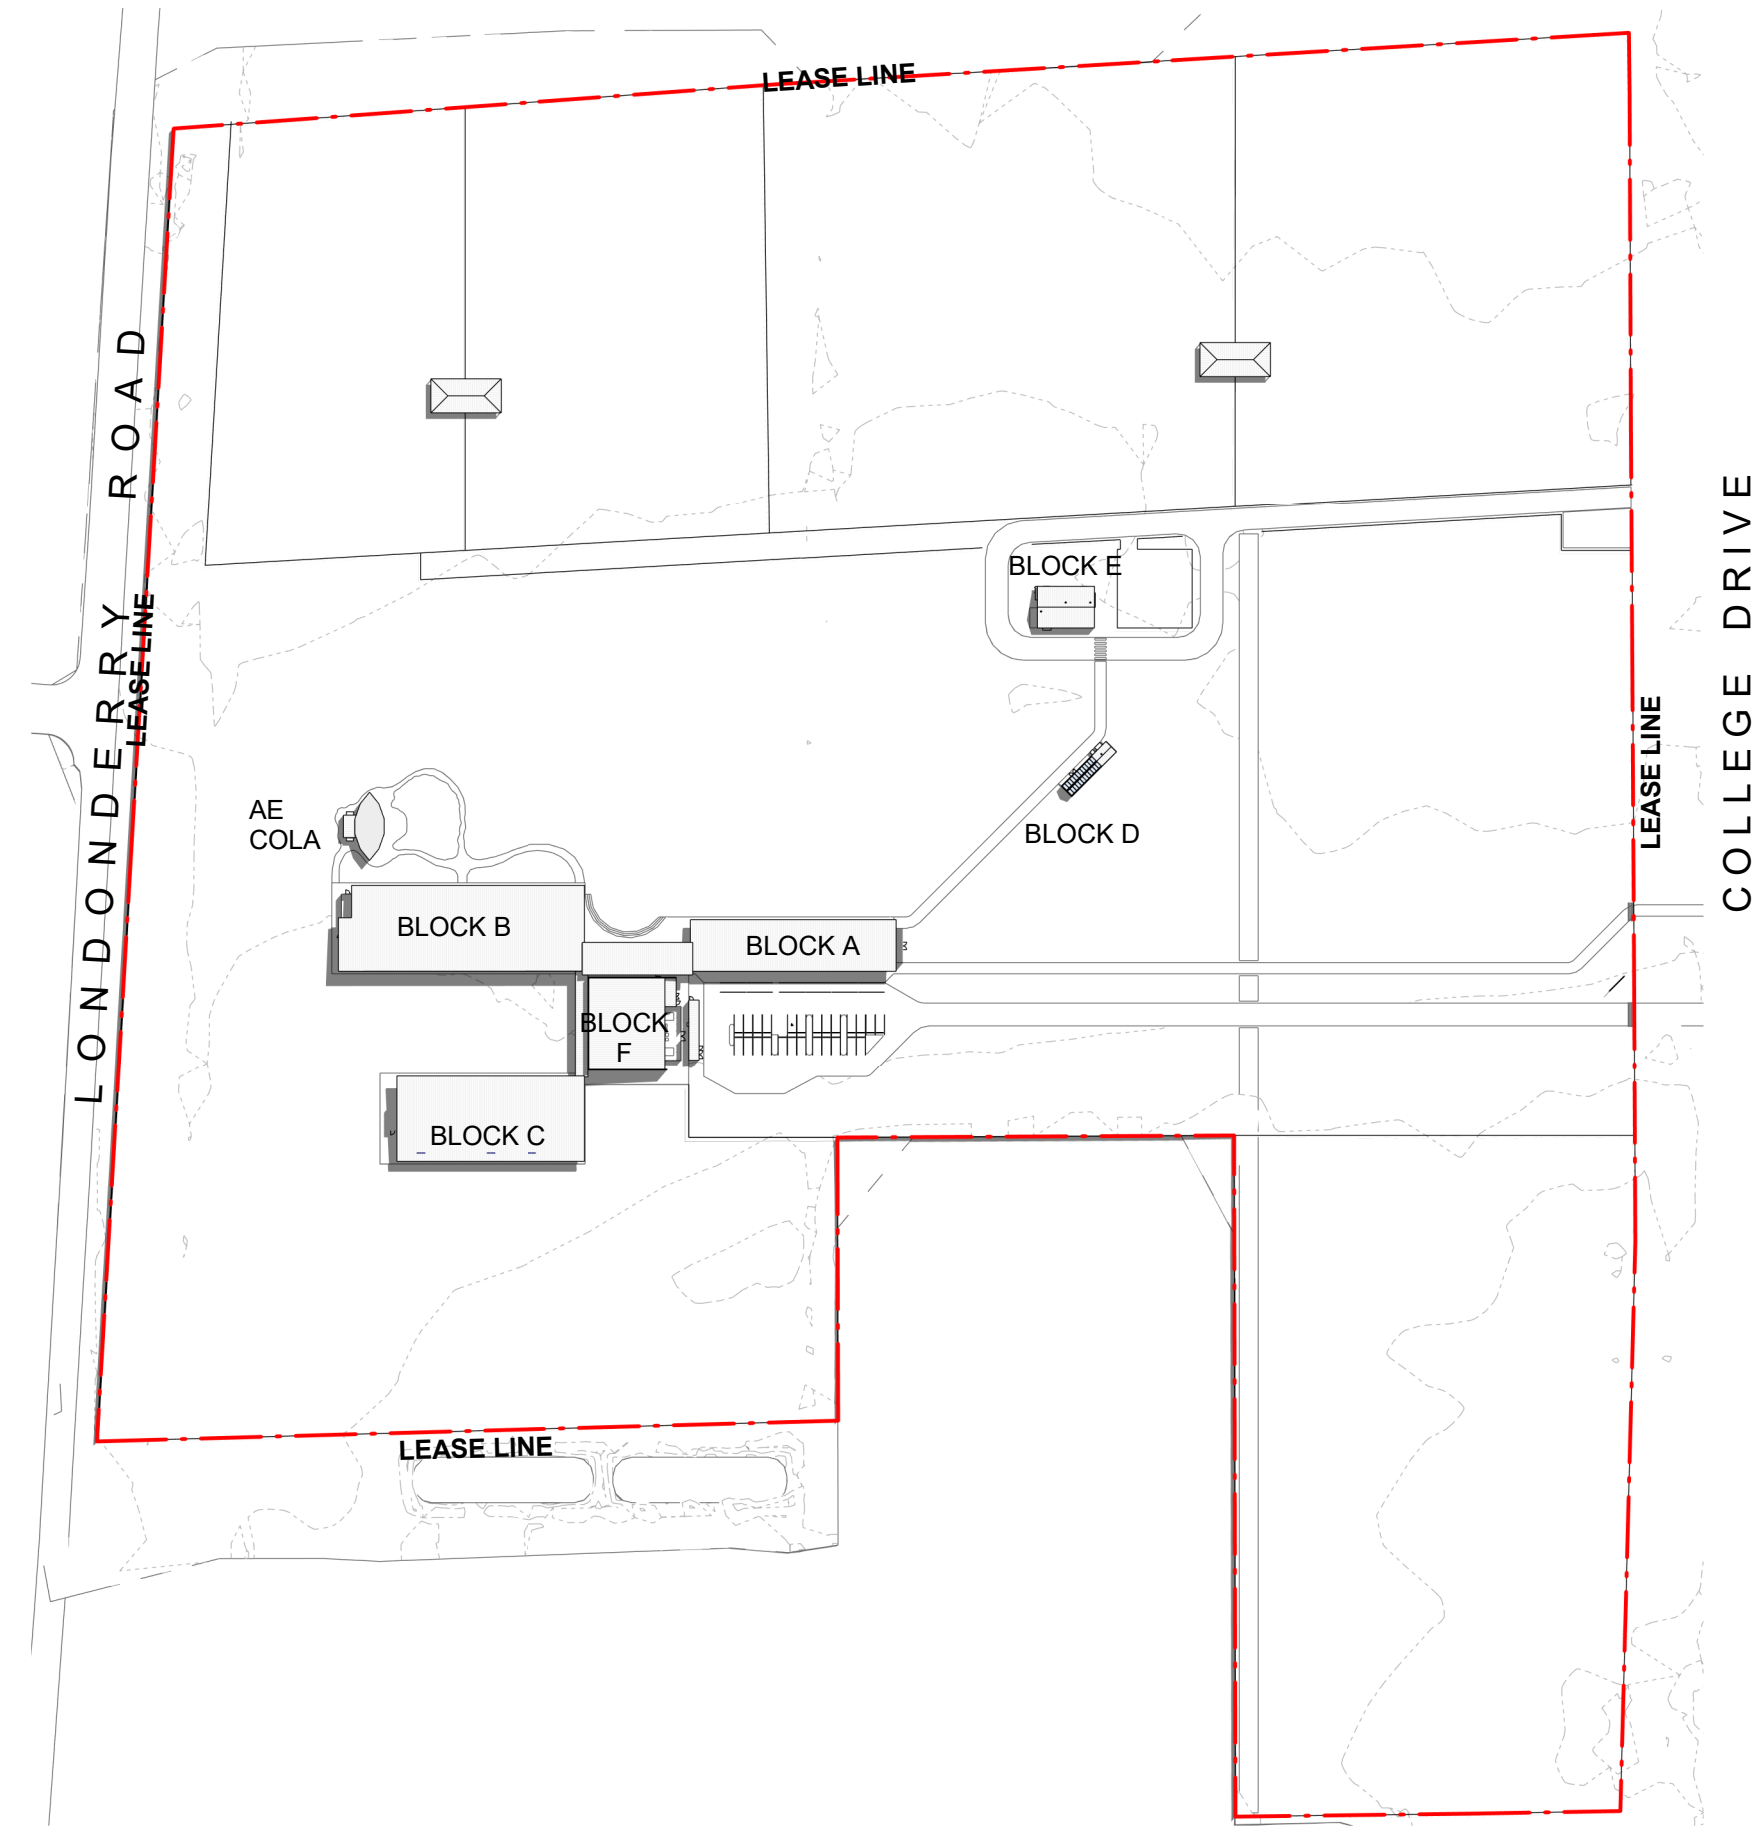 LEASE LINE
LONDONDERRY ROAD
LEASE LINE
BLOCK E
COLLEGE DRIVE
LEASE LINE
AE
COLA
BLOCK D
BLOCK B
BLOCK A
BLOCK
F
BLOCK C
LEASE LINE